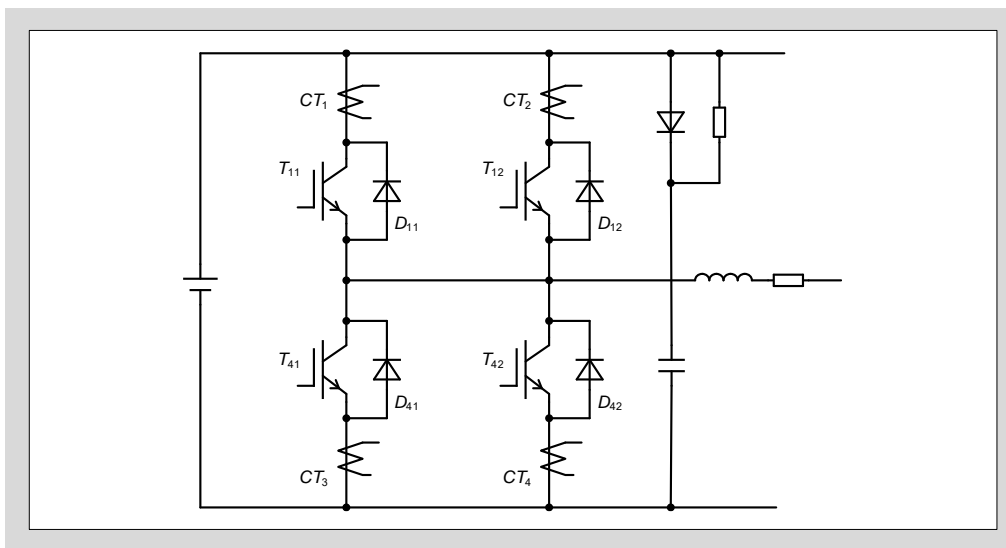 CT₁
CT₂
T₁₁
T₁₂
D₁₁
D₁₂
T₄₁
T₄₂
D₄₁
D₄₂
CT₃
CT₄